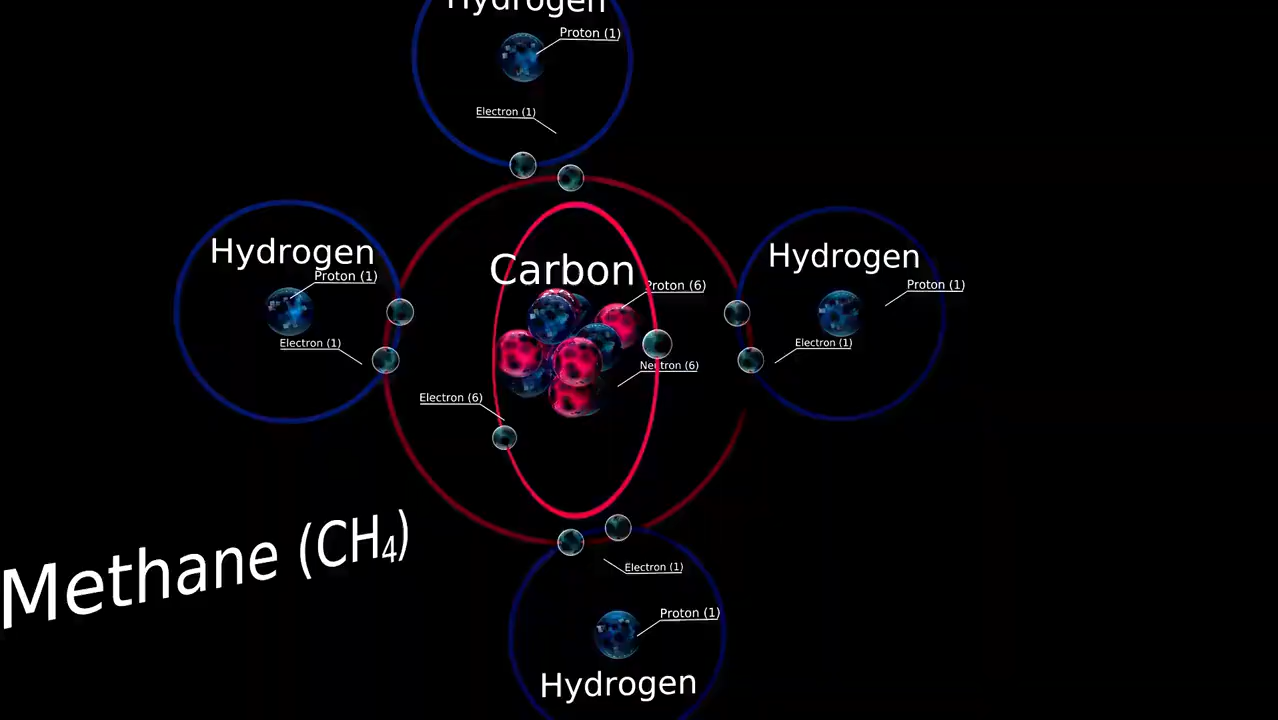 Hydrogen
Proton (1)
Electron (1)
Hydrogen
Proton (1)
Electron (1)
Carbon
Proton (6)
Neutron (6)
Electron (6)
Hydrogen
Proton (1)
Electron (1)
Methane (CH₄)
Electron (1)
Proton (1)
Hydrogen